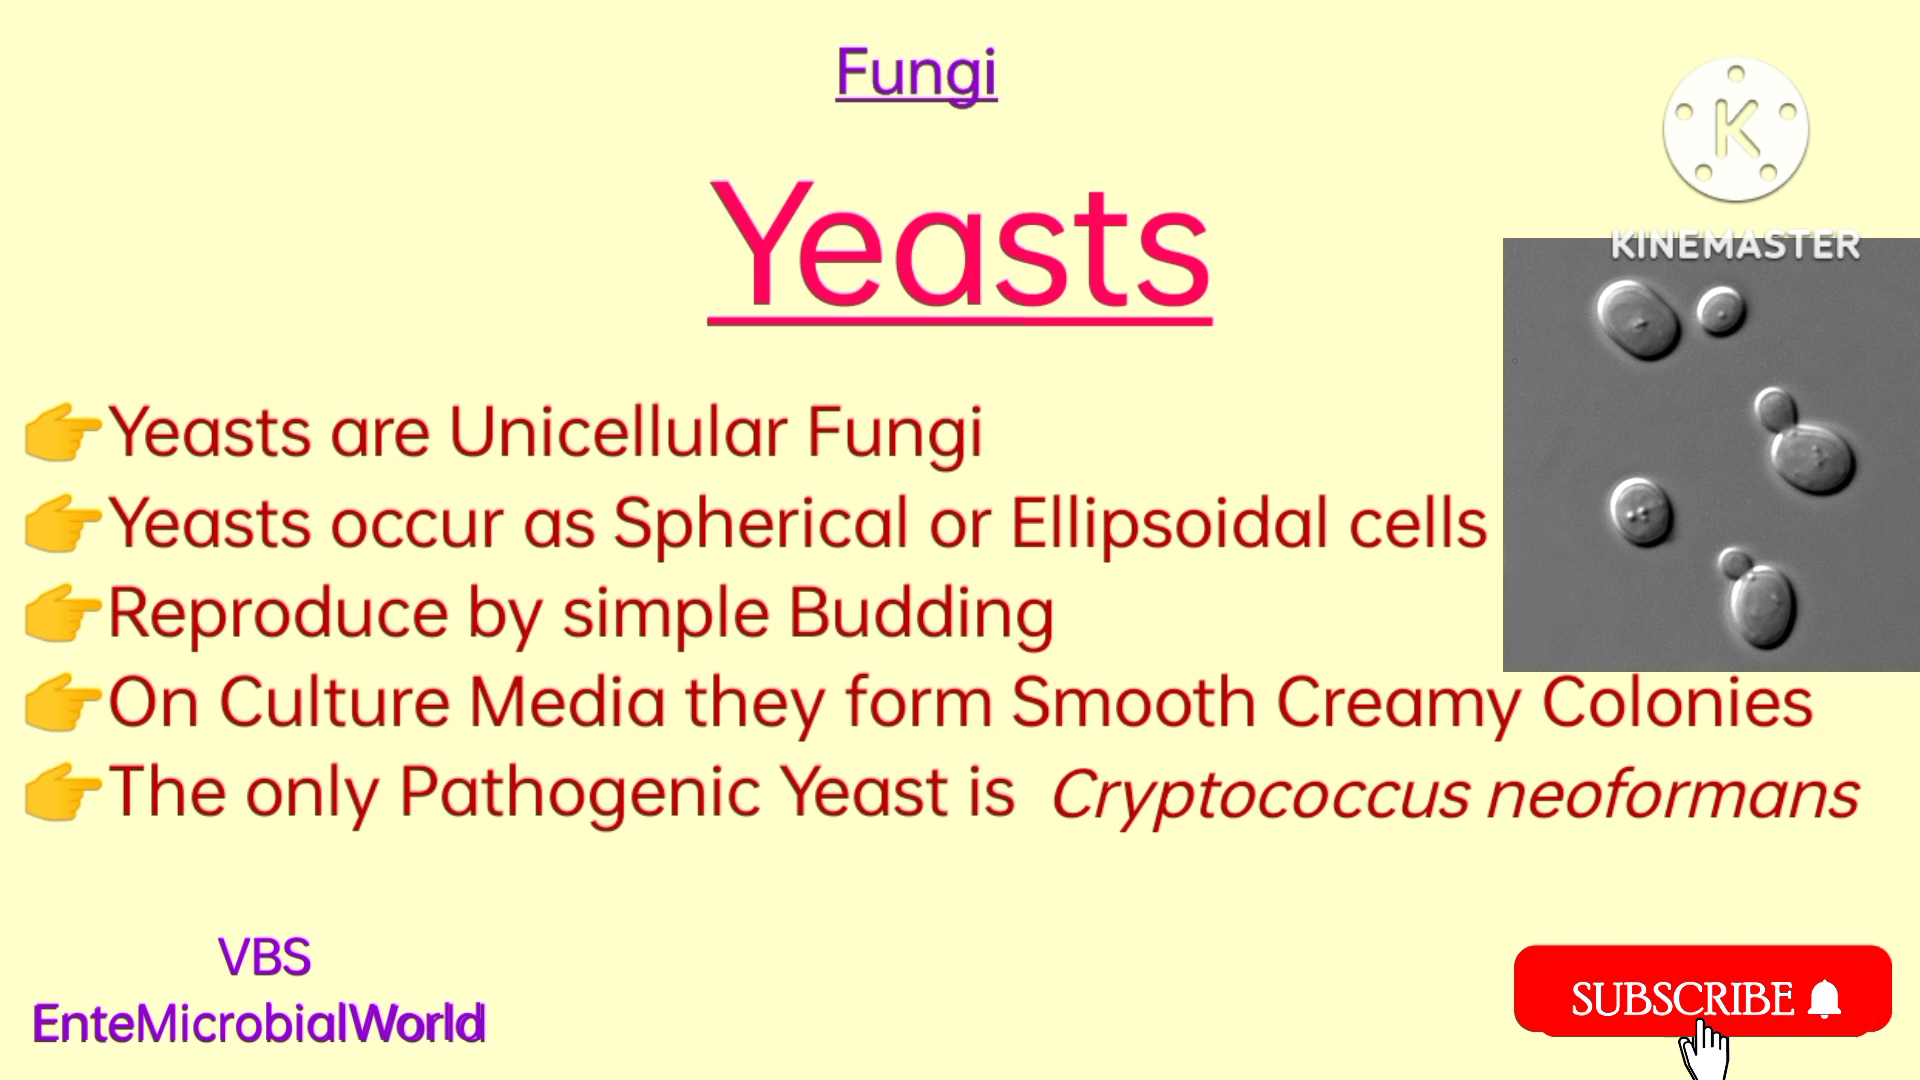 Fungi
K
KINEMASTER
Yeasts
👉Yeasts are Unicellular Fungi
👉Yeasts occur as Spherical or Ellipsoidal cells
👉Reproduce by simple Budding
👉On Culture Media they form Smooth Creamy Colonies
👉The only Pathogenic Yeast is Cryptococcus neoformans
VBS
EnteMicrobialWorld
SUBSCRIBE